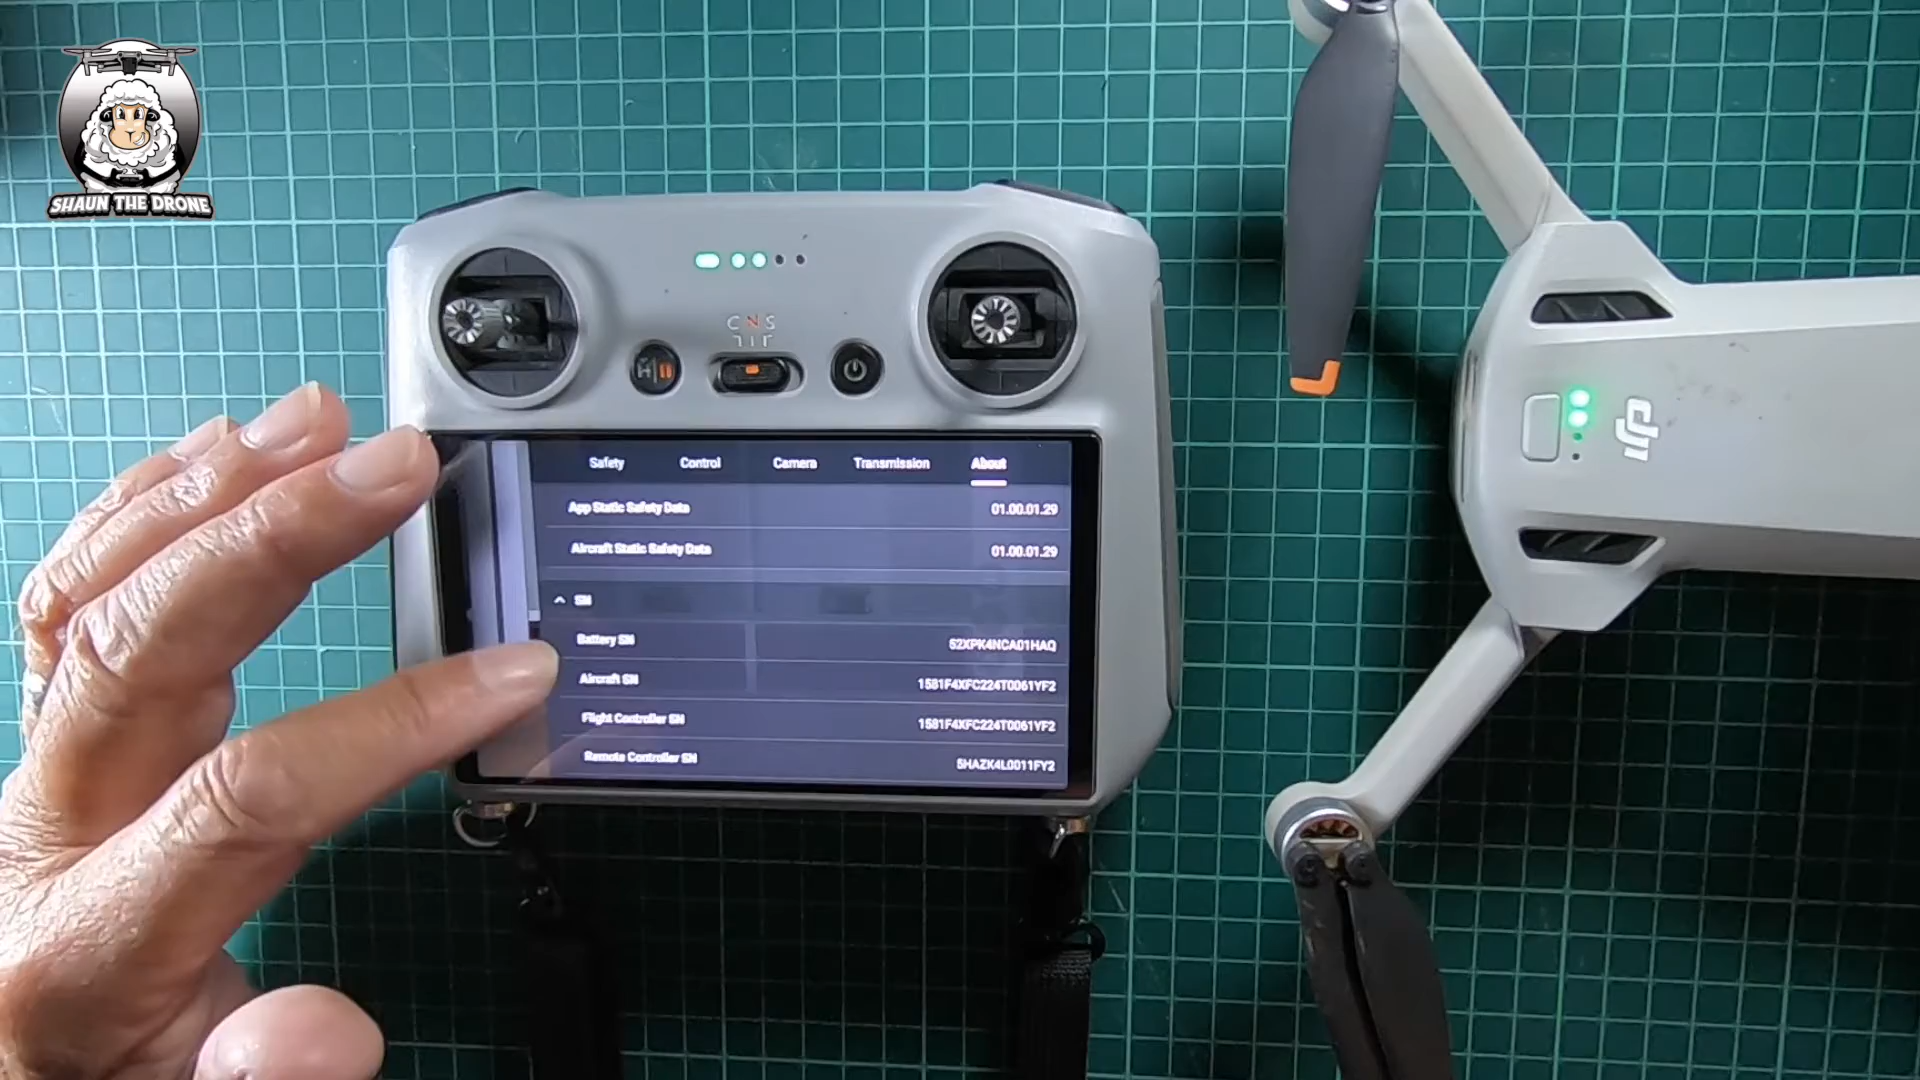 SHAUN THE DRONE
C N S
dji
Safety Control Camera Transmission About
App Static Safety Data 01.00.01.29
Aircraft Static Safety Data 01.00.01.29
SN
Battery SN 52XPK4NCA01HAQ
Aircraft SN 1581F4XFC224T0061YF2
Flight Controller SN 1581F4XFC224T0061YF2
Remote Controller SN 5HAZK4L0011FY2